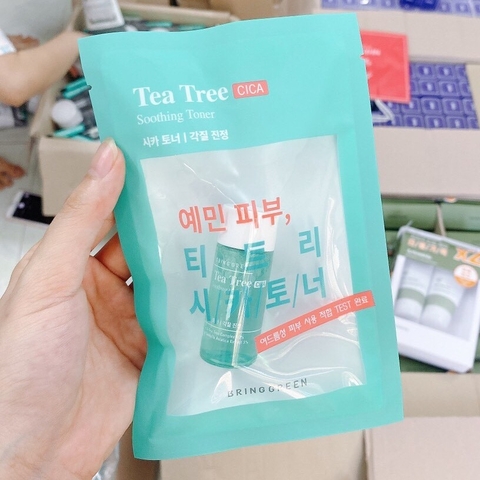 Tea Tree CICA
Soothing Toner
시카 토너 | 각질 진정
예민 피부,
티 트 리
시카 토/너
Tea Tree
여드름성 피부 사용 적합 TEST 완료
BRING GREEN